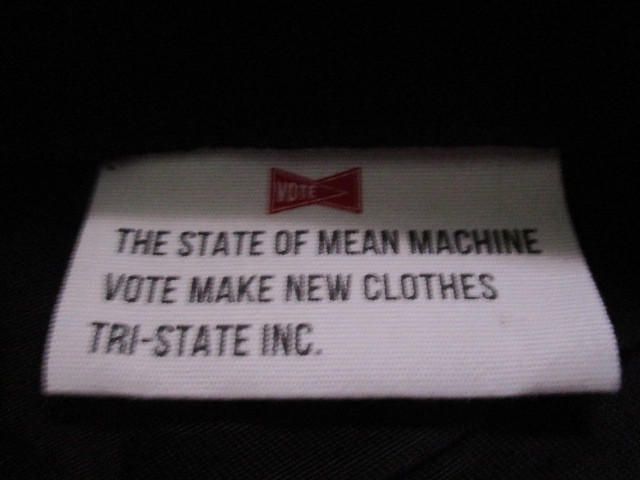 VOTE
THE STATE OF MEAN MACHINE
VOTE MAKE NEW CLOTHES
TRI-STATE INC.